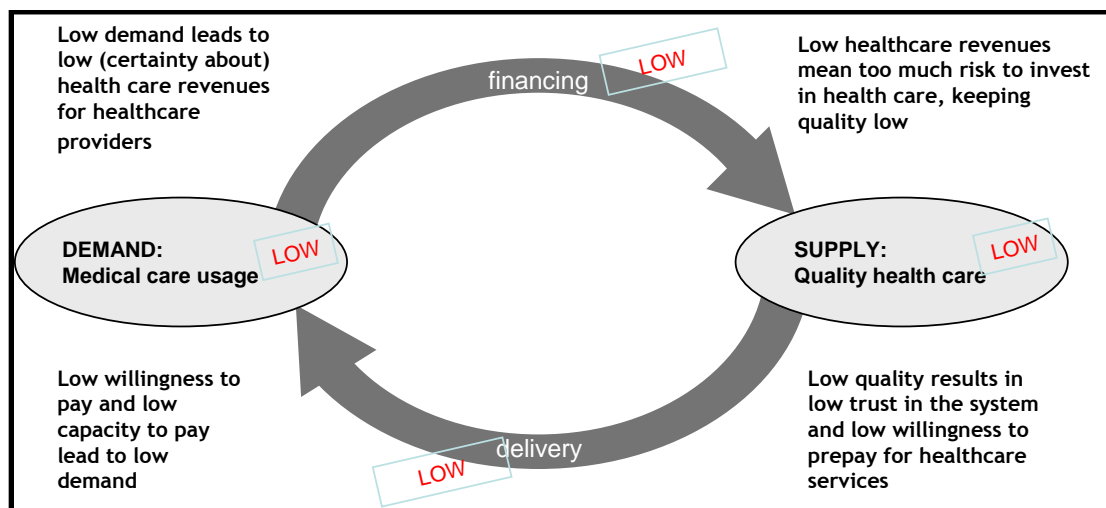 Low demand leads to
low (certainty about)
health care revenues
for healthcare
providers
financing
LOW
Low healthcare revenues
mean too much risk to invest
in health care, keeping
quality low
DEMAND:
Medical care usage
LOW
SUPPLY:
Quality health care
LOW
Low willingness to
pay and low
capacity to pay
lead to low
demand
delivery
LOW
Low quality results in
low trust in the system
and low willingness to
prepay for healthcare
services